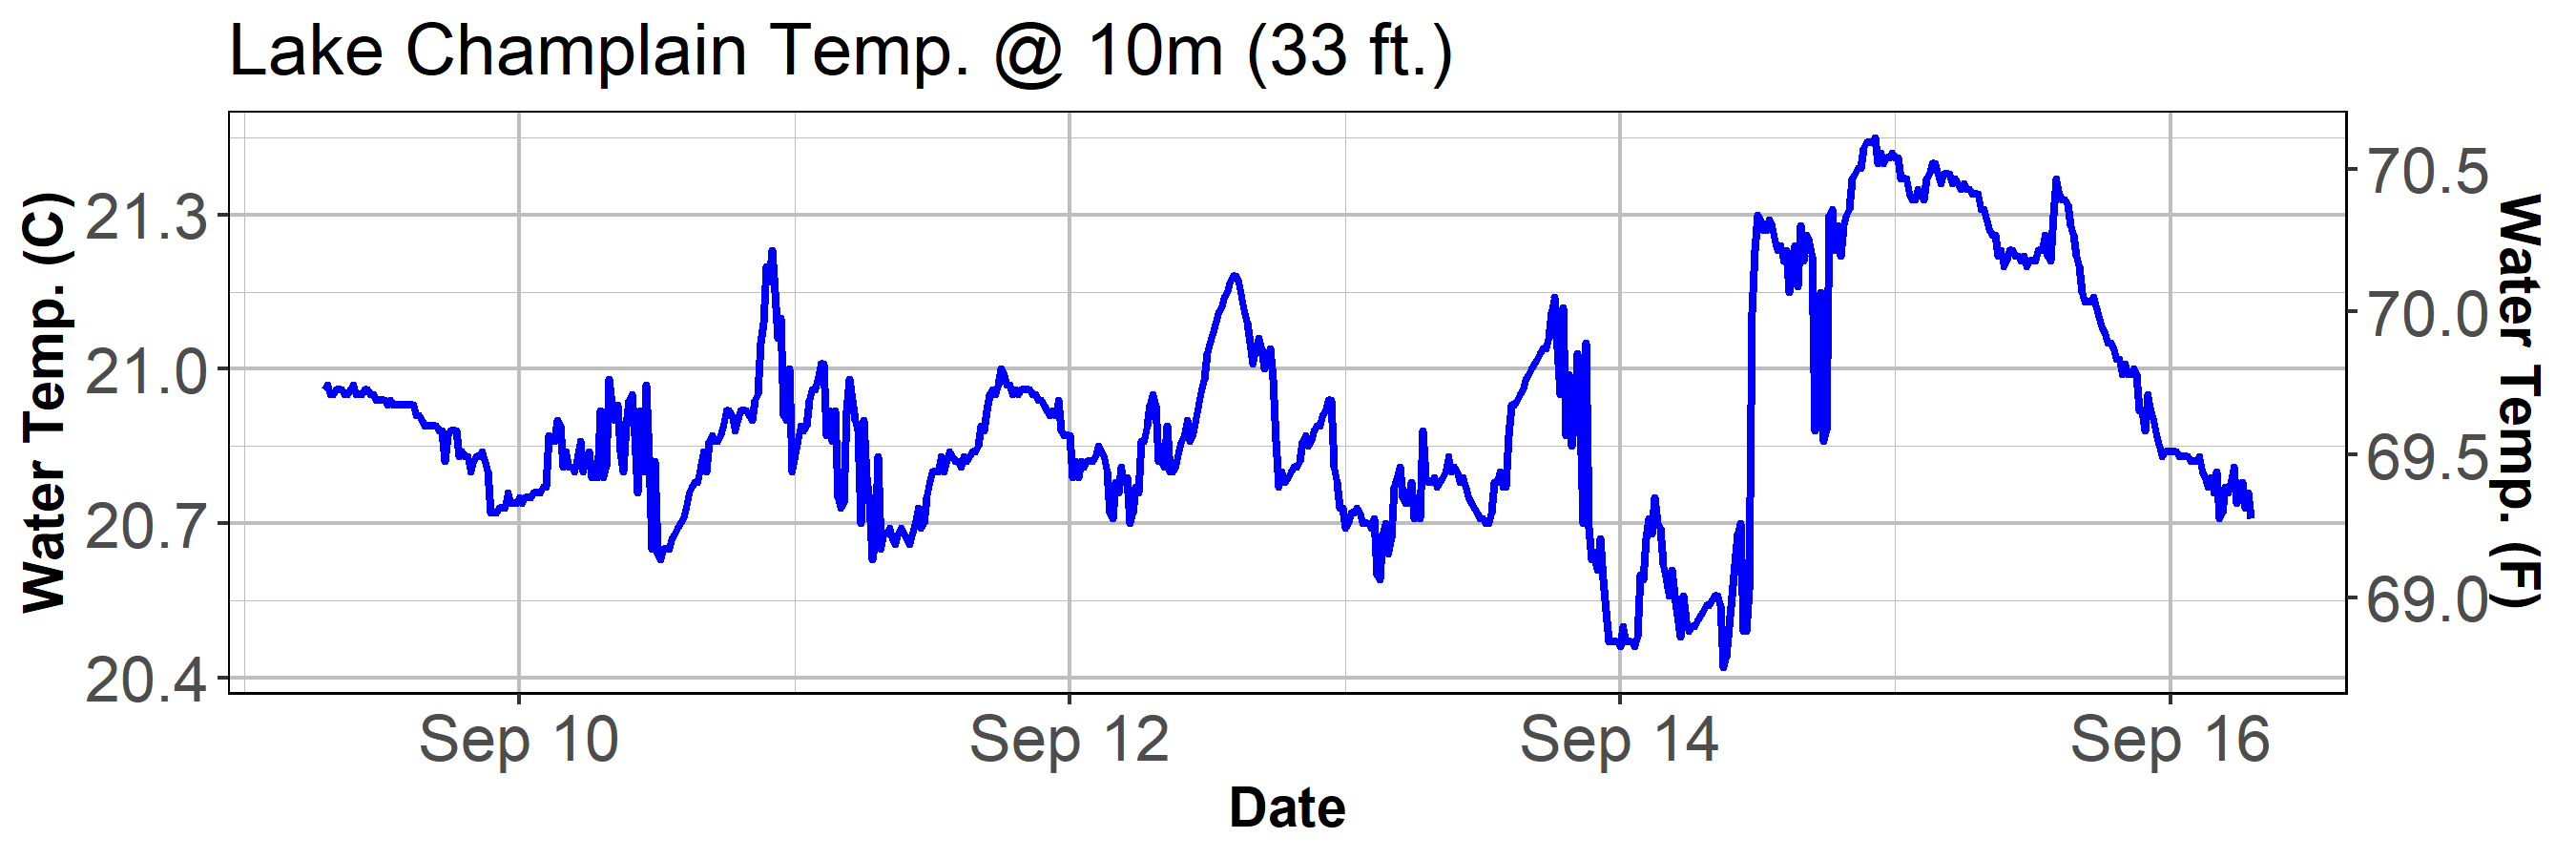 Lake Champlain Temp. @ 10m (33 ft.)
Water Temp. (C)
21.3
21.0
20.7
20.4
70.5
70.0
69.5
69.0
Water Temp. (F)
Sep 10
Sep 12
Sep 14
Sep 16
Date